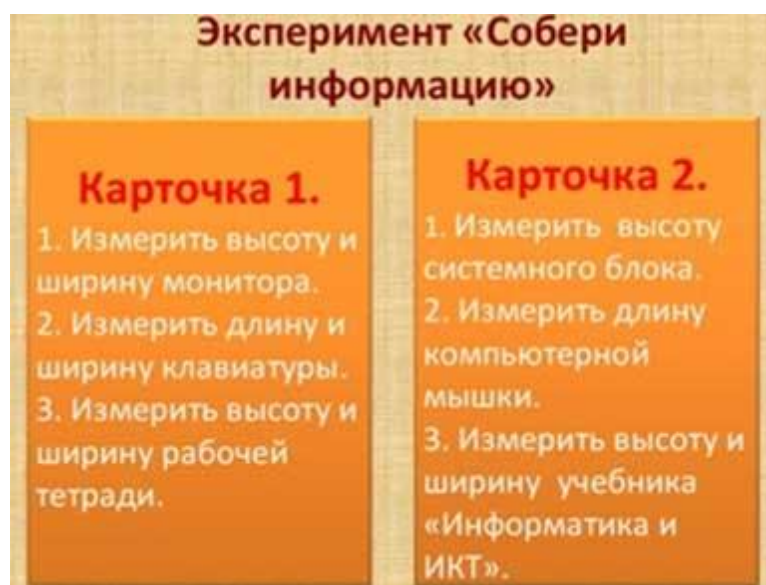 Эксперимент «Собери
информацию»
Карточка 1.
1. Измерить высоту и
ширину монитора.
2. Измерить длину и
ширину клавиатуры.
3. Измерить высоту и
ширину рабочей
тетради.
Карточка 2.
1. Измерить высоту
системного блока.
2. Измерить длину
компьютерной
мышки.
3. Измерить высоту и
ширину учебника
«Информатика и
ИКТ».